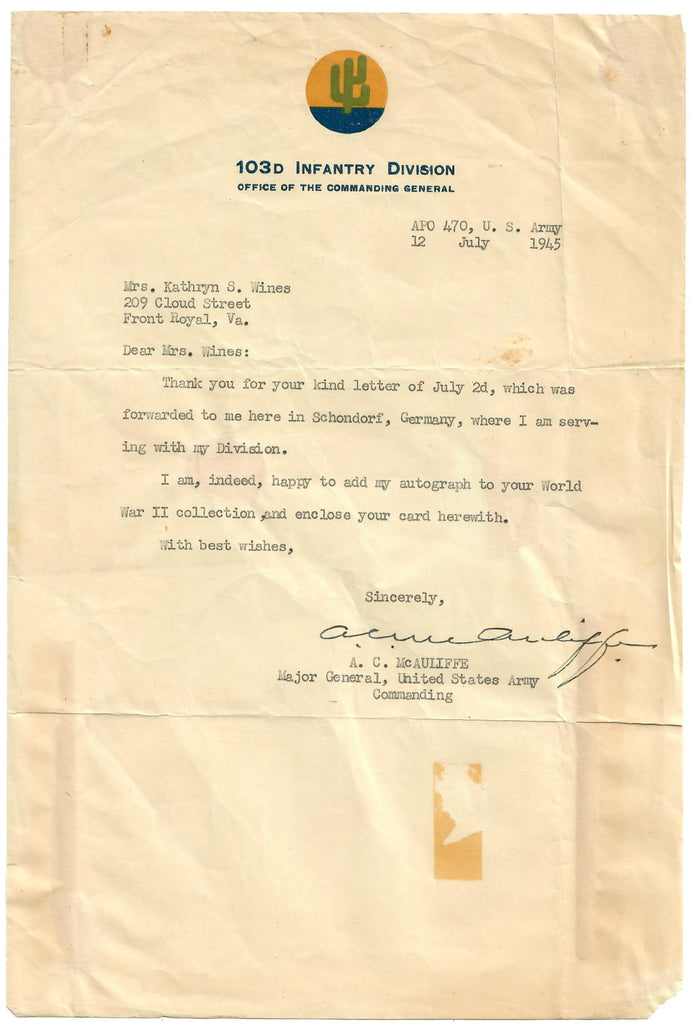 103D INFANTRY DIVISION
OFFICE OF THE COMMANDING GENERAL
APO 470, U. S. Army
12 July 1945
Mrs. Kathryn S. Wines
209 Cloud Street
Front Royal, Va.
Dear Mrs. Wines:
Thank you for your kind letter of July 2d, which was
forwarded to me here in Schondorf, Germany, where I am serv-
ing with my Division.
I am, indeed, happy to add my autograph to your World
War II collection,and enclose your card herewith.
With best wishes,
Sincerely,
A.C. McAuliffe.
A. C. McAULIFFE
Major General, United States Army
Commanding